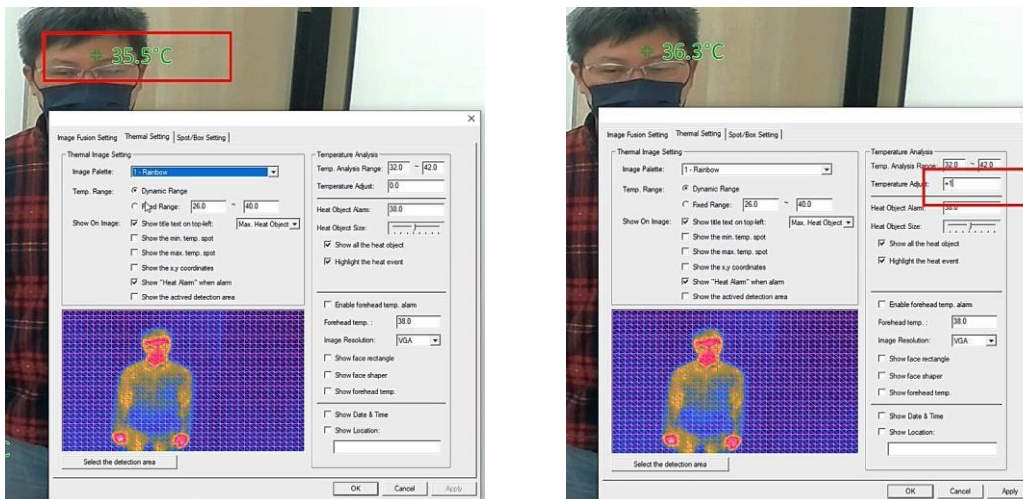 + 35.5°C
Image Fusion Setting
Thermal Setting
Spot/Box Setting
Thermal Image Setting
Image Palette: 1 - Rainbow
Temp. Range: Dynamic Range
Fixed Range: 26.0 ~ 40.0
Show On Image: Show title text on top-left: Max. Heat Object
Show the min. temp. spot
Show the max. temp. spot
Show the x,y coordinates
Show "Heat Alarm" when alarm
Show the actived detection area
Select the detection area
Temperature Analysis
Temp. Analysis Range: 32.0 ~ 42.0
Temperature Adjust: 0.0
Heat Object Alarm: 38.0
Heat Object Size:
Show all the heat object
Highlight the heat event
Enable forehead temp. alarm
Forehead temp. : 38.0
Image Resolution: VGA
Show face rectangle
Show face shaper
Show forehead temp.
Show Date & Time
Show Location:
OK Cancel Apply
+ 36.3°C
Image Fusion Setting
Thermal Setting
Spot/Box Setting
Thermal Image Setting
Image Palette: 1 - Rainbow
Temp. Range: Dynamic Range
Fixed Range: 26.0 ~ 40.0
Show On Image: Show title text on top-left: Max. Heat Object
Show the min. temp. spot
Show the max. temp. spot
Show the x,y coordinates
Show "Heat Alarm" when alarm
Show the actived detection area
Select the detection area
Temperature Analysis
Temp. Analysis Range: 32.0 ~ 42.0
Temperature Adjust: +1
Heat Object Alarm: 38.0
Heat Object Size:
Show all the heat object
Highlight the heat event
Enable forehead temp. alarm
Forehead temp. : 38.0
Image Resolution: VGA
Show face rectangle
Show face shaper
Show forehead temp.
Show Date & Time
Show Location:
OK Cancel Apply